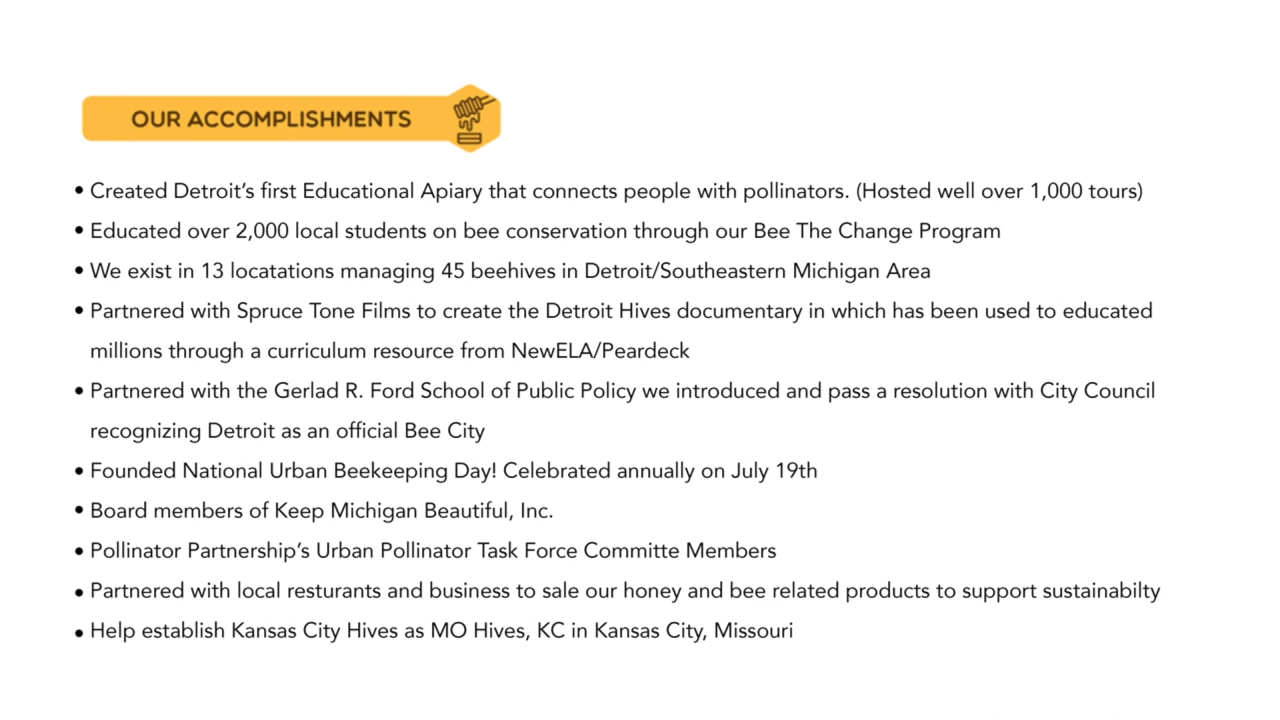 OUR ACCOMPLISHMENTS
• Created Detroit’s first Educational Apiary that connects people with pollinators. (Hosted well over 1,000 tours)
• Educated over 2,000 local students on bee conservation through our Bee The Change Program
• We exist in 13 locatations managing 45 beehives in Detroit/Southeastern Michigan Area
• Partnered with Spruce Tone Films to create the Detroit Hives documentary in which has been used to educated
millions through a curriculum resource from NewELA/Peardeck
• Partnered with the Gerlad R. Ford School of Public Policy we introduced and pass a resolution with City Council
recognizing Detroit as an official Bee City
• Founded National Urban Beekeeping Day! Celebrated annually on July 19th
• Board members of Keep Michigan Beautiful, Inc.
• Pollinator Partnership’s Urban Pollinator Task Force Committe Members
• Partnered with local resturants and business to sale our honey and bee related products to support sustainabilty
• Help establish Kansas City Hives as MO Hives, KC in Kansas City, Missouri